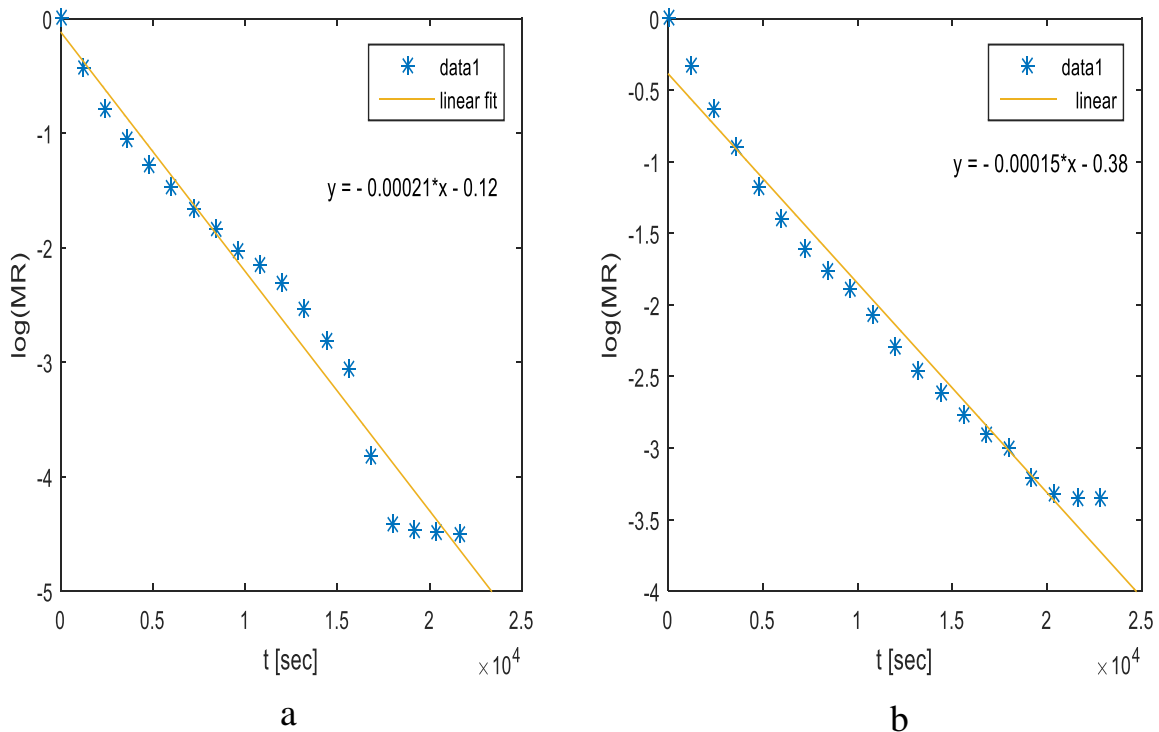 0
-1
-2
-3
-4
-5
log(MR)
0 0.5 1 1.5 2 2.5
t [sec]
×10^4
data1
linear fit
y = - 0.00021*x - 0.12
a
0
-0.5
-1
-1.5
-2
-2.5
-3
-3.5
-4
log(MR)
0 0.5 1 1.5 2 2.5
t [sec]
×10^4
data1
linear
y = - 0.00015*x - 0.38
b